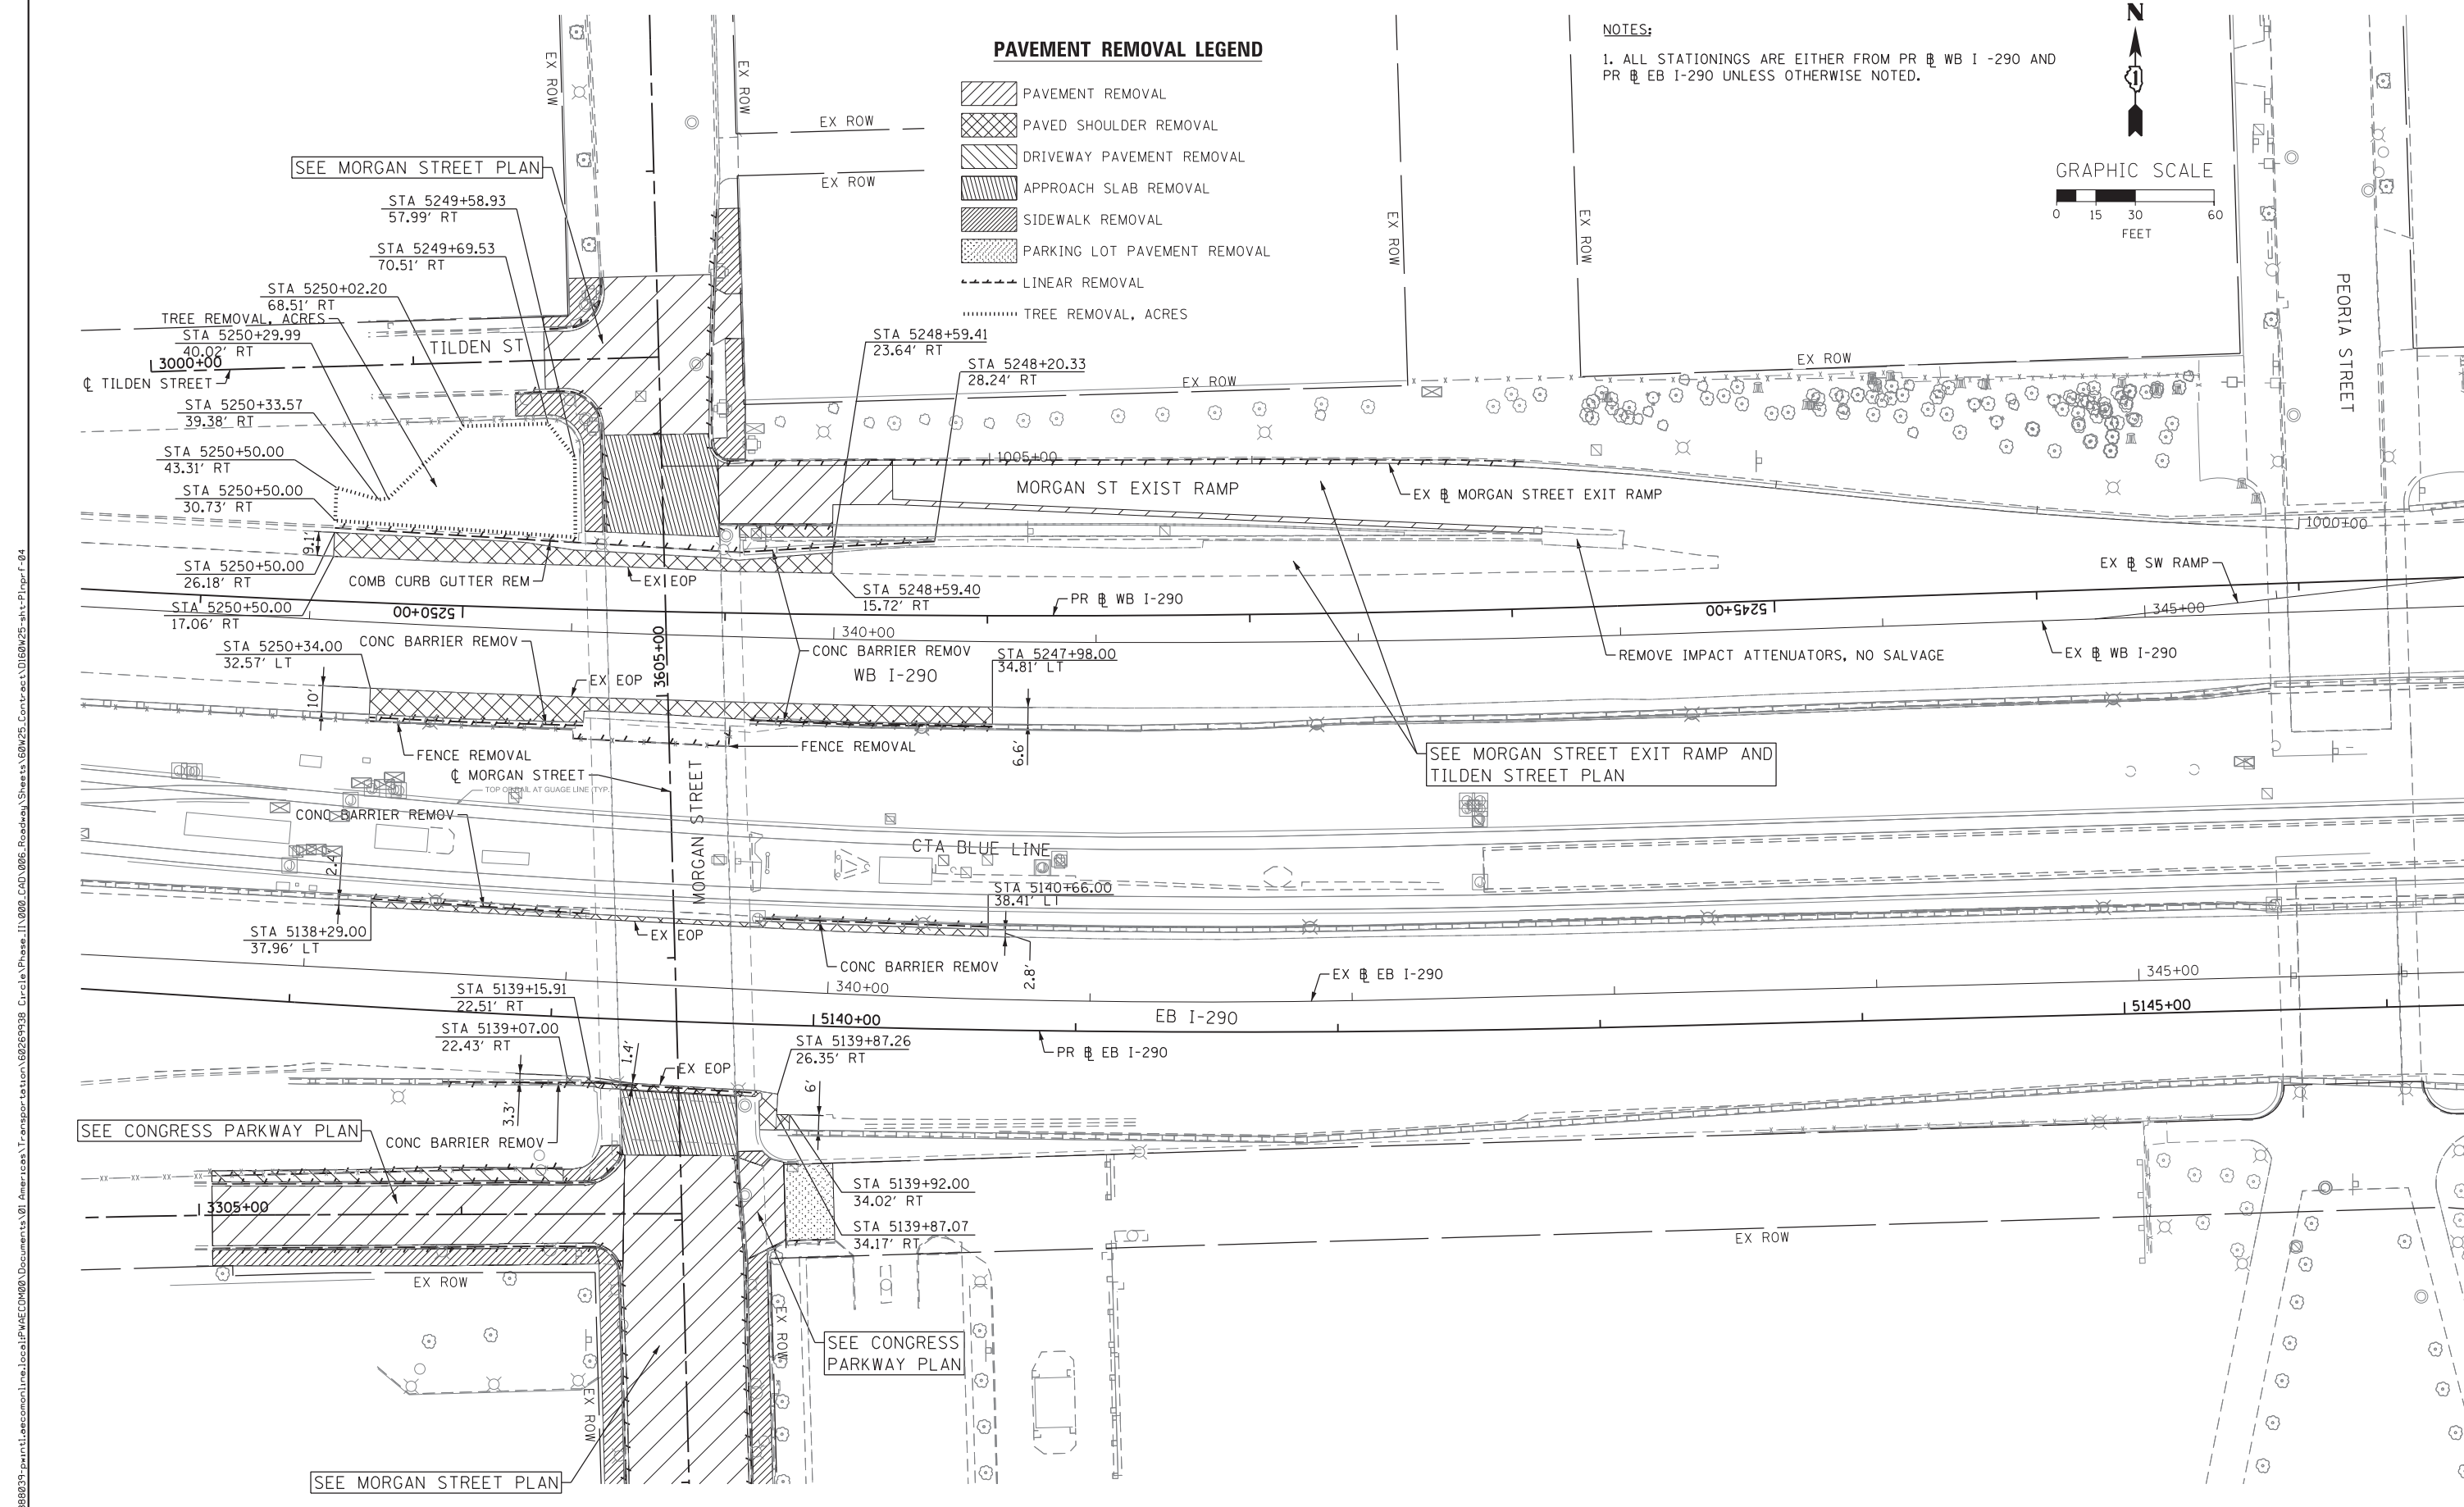 PAVEMENT REMOVAL LEGEND
PAVEMENT REMOVAL
PAVED SHOULDER REMOVAL
DRIVEWAY PAVEMENT REMOVAL
APPROACH SLAB REMOVAL
SIDEWALK REMOVAL
PARKING LOT PAVEMENT REMOVAL
LINEAR REMOVAL
TREE REMOVAL, ACRES
NOTES:
1. ALL STATIONINGS ARE EITHER FROM PR ℄ WB I -290 AND
PR ℄ EB I-290 UNLESS OTHERWISE NOTED.
N
1
GRAPHIC SCALE
0 15 30 60
FEET
EX ROW
EX ROW
EX ROW
EX ROW
EX ROW
EX ROW
EX ROW
EX ROW
PEORIA STREET
SEE MORGAN STREET PLAN
STA 5249+58.93
57.99' RT
STA 5249+69.53
70.51' RT
STA 5250+02.20
68.51' RT
TREE REMOVAL, ACRES
STA 5250+29.99
40.02' RT
3000+00
TILDEN ST
℄ TILDEN STREET
STA 5250+33.57
39.38' RT
STA 5250+50.00
43.31' RT
STA 5250+50.00
30.73' RT
9.1'
STA 5250+50.00
26.18' RT
STA 5250+50.00
17.06' RT
COMB CURB GUTTER REM
EX EOP
STA 5248+59.41
23.64' RT
STA 5248+20.33
28.24' RT
1005+00
MORGAN ST EXIST RAMP
EX ℄ MORGAN STREET EXIT RAMP
1000+00
EX ℄ SW RAMP
STA 5248+59.40
15.72' RT
PR ℄ WB I-290
5250+00
5245+00
345+00
340+00
CONC BARRIER REMOV
STA 5250+34.00
32.57' LT
CONC BARRIER REMOV
WB I-290
3605+00
STA 5247+98.00
34.81' LT
REMOVE IMPACT ATTENUATORS, NO SALVAGE
EX ℄ WB I-290
EX EOP
10'
FENCE REMOVAL
FENCE REMOVAL
6.6'
SEE MORGAN STREET EXIT RAMP AND
TILDEN STREET PLAN
℄ MORGAN STREET
TOP OF RAIL AT GUAGE LINE (TYP.)
MORGAN STREET
CONC BARRIER REMOV
CTA BLUE LINE
2.4'
STA 5140+66.00
38.41' LT
STA 5138+29.00
37.96' LT
EX EOP
CONC BARRIER REMOV
2.8'
EX ℄ EB I-290
345+00
340+00
STA 5139+15.91
22.51' RT
5140+00
EB I-290
5145+00
STA 5139+07.00
22.43' RT
STA 5139+87.26
26.35' RT
PR ℄ EB I-290
1.4'
EX EOP
6'
3.3'
SEE CONGRESS PARKWAY PLAN
CONC BARRIER REMOV
STA 5139+92.00
34.02' RT
3305+00
STA 5139+87.07
34.17' RT
EX ROW
EX ROW
EX ROW
EX ROW
SEE CONGRESS
PARKWAY PLAN
SEE MORGAN STREET PLAN